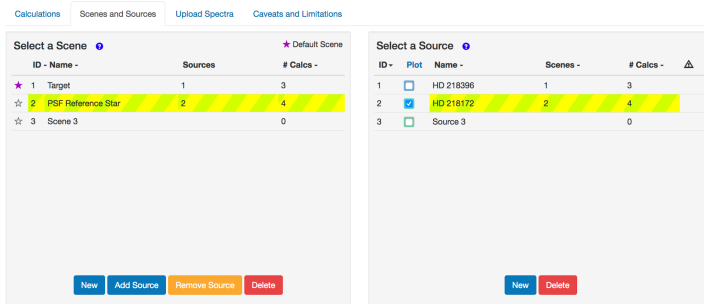 Calculations Scenes and Sources Upload Spectra Caveats and Limitations
Select a Scene ? ★ Default Scene
ID - Name - Sources # Calcs -
★ 1 Target 1 3
☆ 2 PSF Reference Star 2 4
☆ 3 Scene 3 0
New Add Source Remove Source Delete
Select a Source ?
ID Plot Name - Scenes - # Calcs -
1 HD 218396 1 3
2 HD 218172 2 4
3 Source 3 0
New Delete